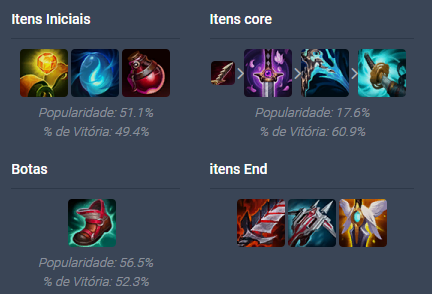 Itens Iniciais
Itens core
Popularidade: 51.1%
% de Vitória: 49.4%
Popularidade: 17.6%
% de Vitória: 60.9%
Botas
itens End
Popularidade: 56.5%
% de Vitória: 52.3%